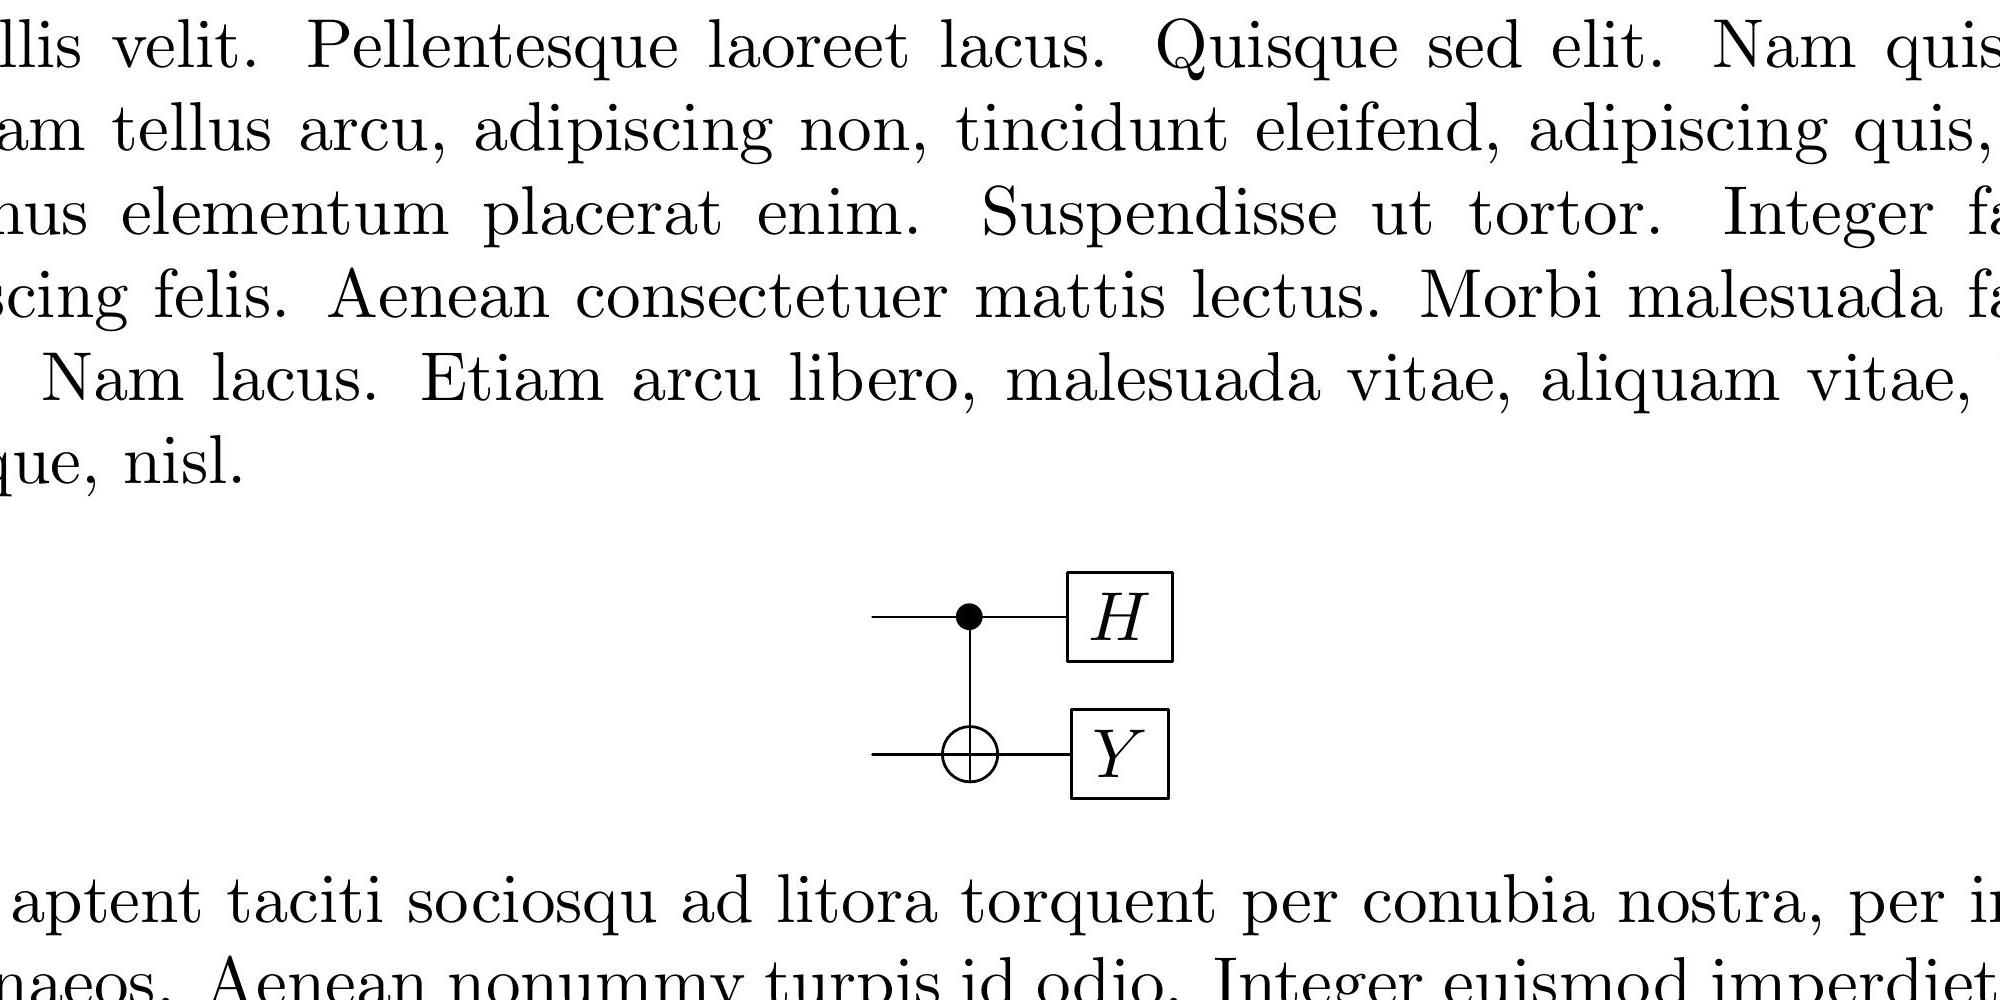 llis velit. Pellentesque laoreet lacus. Quisque sed elit. Nam quis
am tellus arcu, adipiscing non, tincidunt eleifend, adipiscing quis,
nus elementum placerat enim. Suspendisse ut tortor. Integer fa
scing felis. Aenean consectetuer mattis lectus. Morbi malesuada fa
Nam lacus. Etiam arcu libero, malesuada vitae, aliquam vitae,
que, nisl.
H
Y
aptent taciti sociosqu ad litora torquent per conubia nostra, per in
naeos. Aenean nonummy turpis id odio. Integer euismod imperdiet